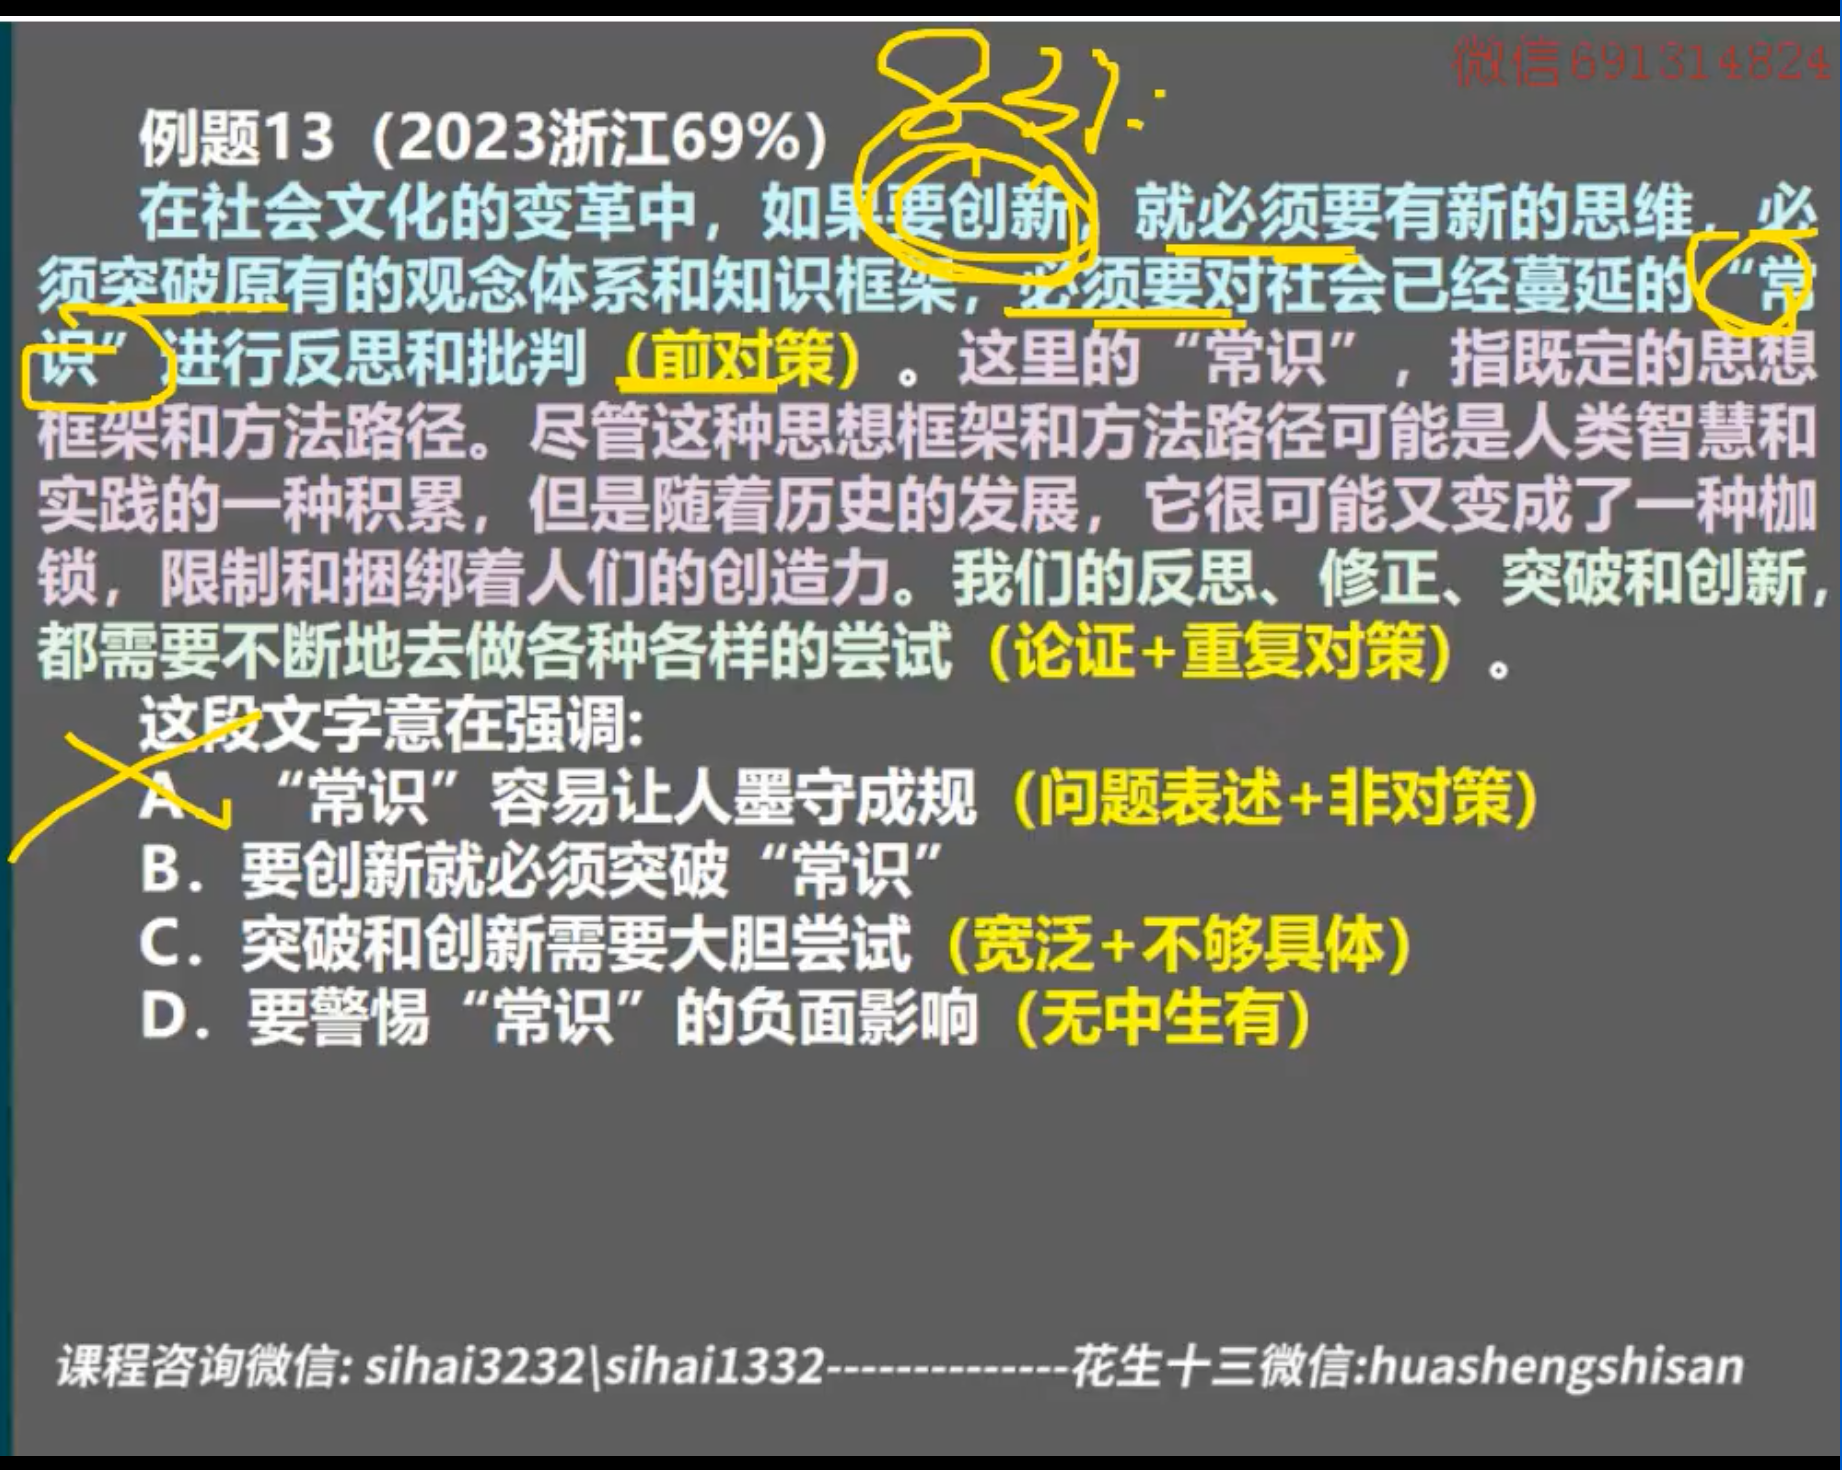 微信691314824
例题13（2023浙江69%）
在社会文化的变革中，如果要创新，就必须要有新的思维，必
须突破原有的观念体系和知识框架，必须要对社会已经蔓延的“常
识”进行反思和批判（前对策）。这里的“常识”，指既定的思想
框架和方法路径。尽管这种思想框架和方法路径可能是人类智慧和
实践的一种积累，但是随着历史的发展，它很可能又变成了一种枷
锁，限制和捆绑着人们的创造力。我们的反思、修正、突破和创新，
都需要不断地去做各种各样的尝试（论证+重复对策）。
这段文字意在强调:
A．“常识”容易让人墨守成规（问题表述+非对策）
B．要创新就必须突破“常识”
C．突破和创新需要大胆尝试（宽泛+不够具体）
D．要警惕“常识”的负面影响（无中生有）
课程咨询微信: sihai3232\sihai1332--------------花生十三微信:huashengshisan